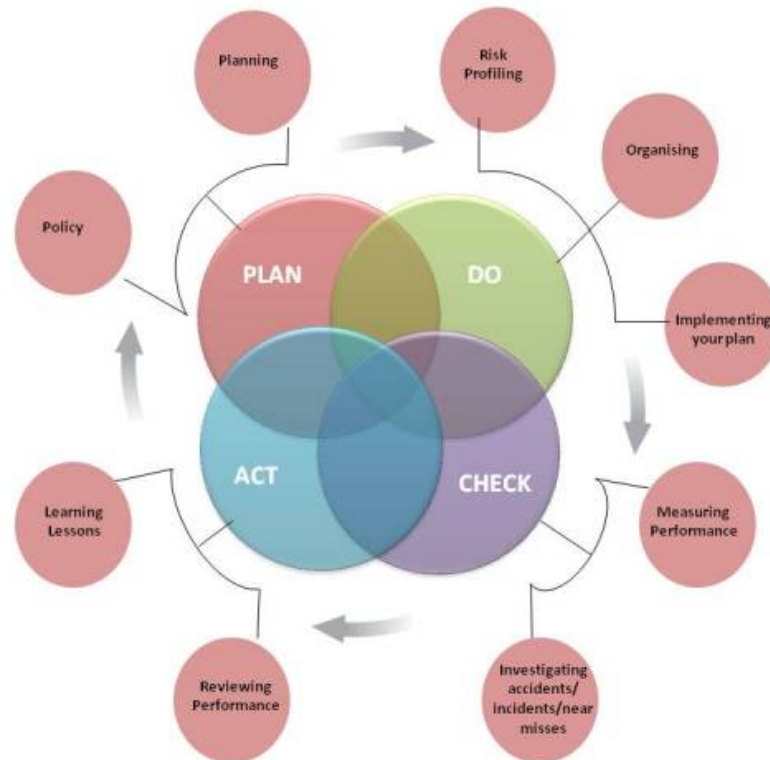 Planning
Risk
Profiling
Organising
Policy
PLAN
DO
Implementing
your plan
ACT
CHECK
Learning
Lessons
Measuring
Performance
Reviewing
Performance
Investigating
accidents/
incidents/near
misses